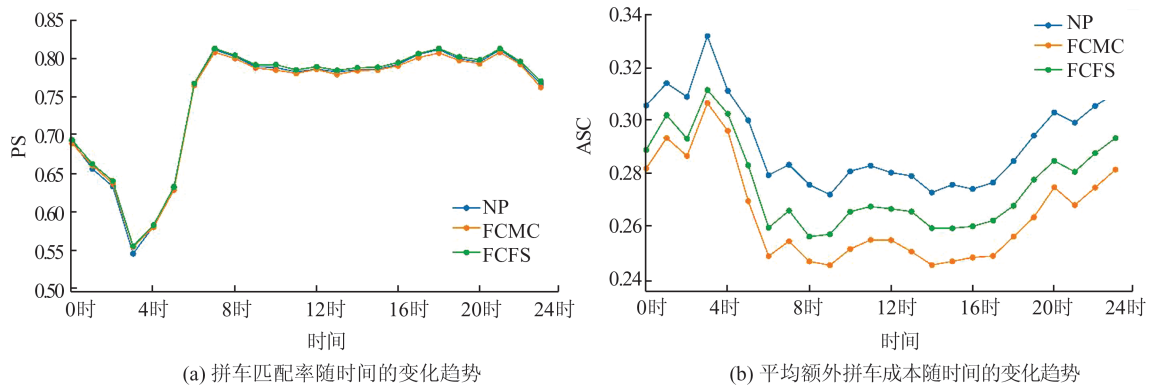 0.85
0.80
0.75
0.70
0.65
0.60
0.55
0.50
PS
NP
FCMC
FCFS
0时 4时 8时 12时 16时 20时 24时
时间
(a) 拼车匹配率随时间的变化趋势
0.34
0.32
0.30
0.28
0.26
0.24
ASC
NP
FCMC
FCFS
0时 4时 8时 12时 16时 20时 24时
时间
(b) 平均额外拼车成本随时间的变化趋势